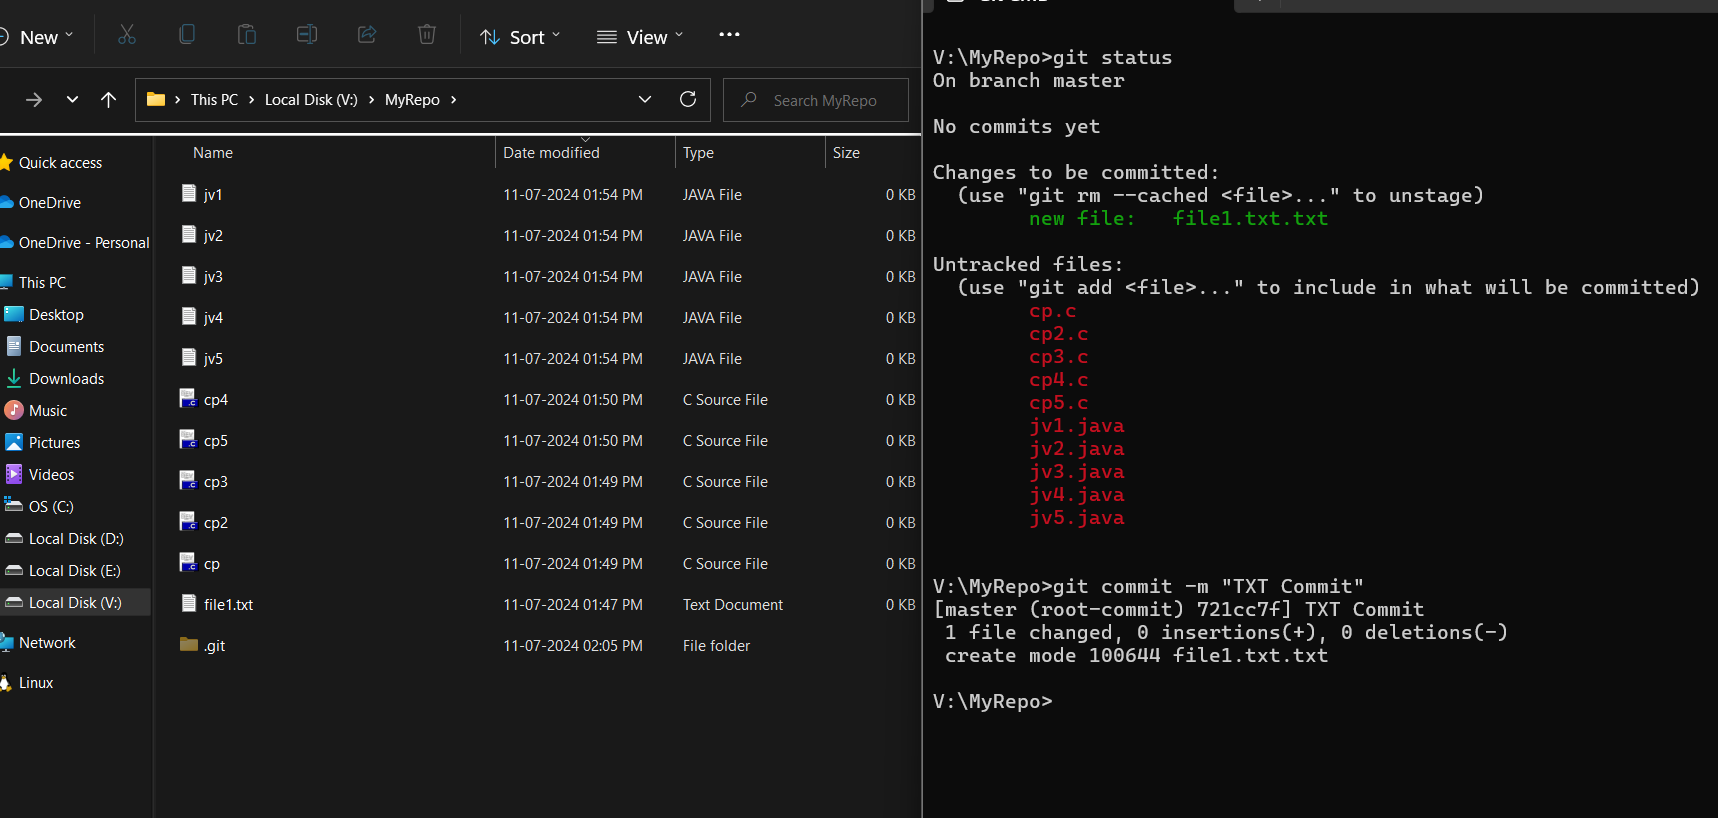 New
Sort
View
This PC
Local Disk (V:)
MyRepo
Search MyRepo
Quick access
OneDrive
OneDrive - Personal
This PC
Desktop
Documents
Downloads
Music
Pictures
Videos
OS (C:)
Local Disk (D:)
Local Disk (E:)
Local Disk (V:)
Network
Linux
Name Date modified Type Size
jv1 11-07-2024 01:54 PM JAVA File 0 KB
jv2 11-07-2024 01:54 PM JAVA File 0 KB
jv3 11-07-2024 01:54 PM JAVA File 0 KB
jv4 11-07-2024 01:54 PM JAVA File 0 KB
jv5 11-07-2024 01:54 PM JAVA File 0 KB
cp4 11-07-2024 01:50 PM C Source File 0 KB
cp5 11-07-2024 01:50 PM C Source File 0 KB
cp3 11-07-2024 01:49 PM C Source File 0 KB
cp2 11-07-2024 01:49 PM C Source File 0 KB
cp 11-07-2024 01:49 PM C Source File 0 KB
file1.txt 11-07-2024 01:47 PM Text Document 0 KB
.git 11-07-2024 02:05 PM File folder
V:\MyRepo>git status
On branch master
No commits yet
Changes to be committed:
(use "git rm --cached <file>..." to unstage)
new file: file1.txt.txt
Untracked files:
(use "git add <file>..." to include in what will be committed)
cp.c
cp2.c
cp3.c
cp4.c
cp5.c
jv1.java
jv2.java
jv3.java
jv4.java
jv5.java
V:\MyRepo>git commit -m "TXT Commit"
[master (root-commit) 721cc7f] TXT Commit
1 file changed, 0 insertions(+), 0 deletions(-)
create mode 100644 file1.txt.txt
V:\MyRepo>